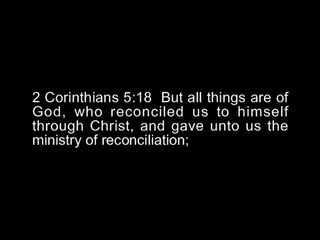 2 Corinthians 5:18  But all things are of
God, who reconciled us to himself
through Christ, and gave unto us the
ministry of reconciliation;